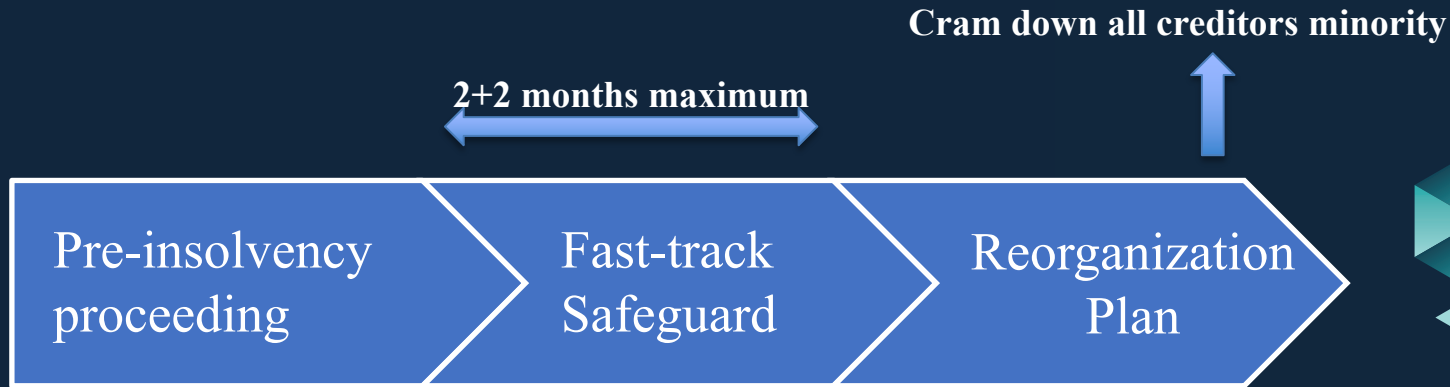 Cram down all creditors minority
2+2 months maximum
Pre-insolvency
proceeding
Fast-track
Safeguard
Reorganization
Plan